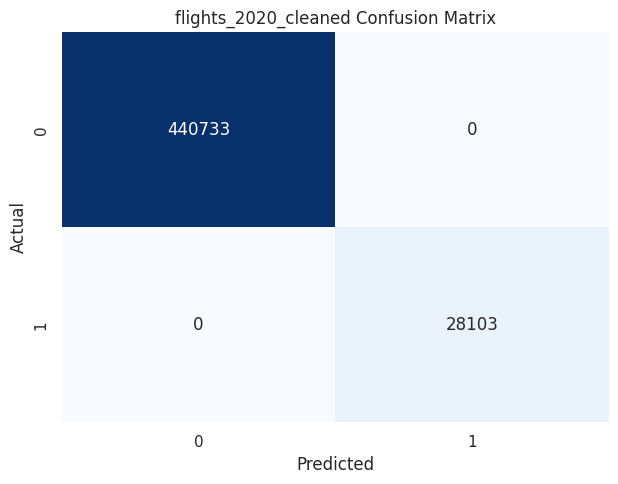 flights_2020_cleaned Confusion Matrix
Actual
0
440733
0
1
0
28103
0
1
Predicted